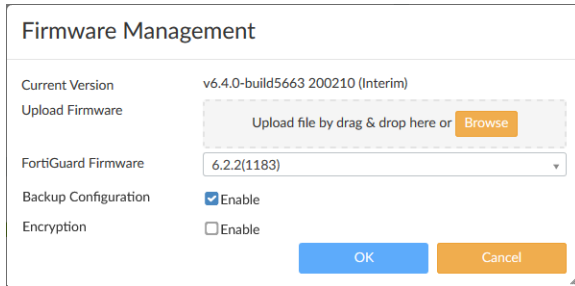 Firmware Management
Current Version v6.4.0-build5663 200210 (Interim)
Upload Firmware
Upload file by drag & drop here or Browse
FortiGuard Firmware 6.2.2(1183)
Backup Configuration Enable
Encryption Enable
OK Cancel